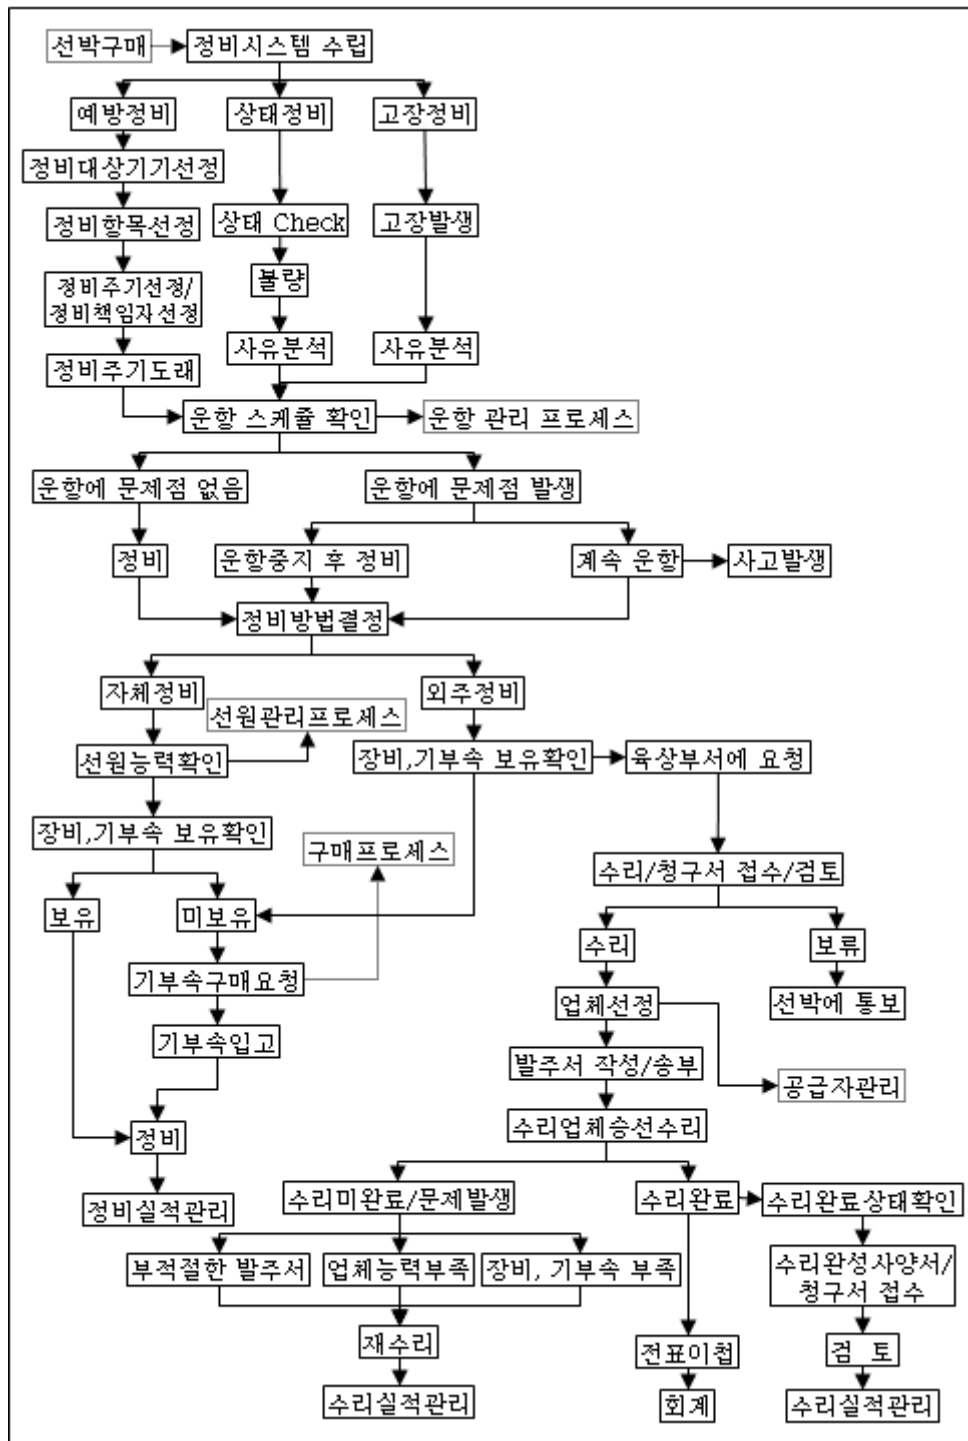 선박구매
정비시스템 수립
예방정비
상태정비
고장정비
정비대상기기선정
정비항목선정
상태 Check
고장발생
불량
정비주기선정/
정비책임자선정
사유분석
사유분석
정비주기도래
운항 스케쥴 확인
운항 관리 프로세스
운항에 문제점 없음
운항에 문제점 발생
정비
운항중지 후 정비
계속 운항
사고발생
정비방법결정
자체정비
외주정비
선원관리프로세스
선원능력확인
장비,기부속 보유확인
육상부서에 요청
장비,기부속 보유확인
구매프로세스
수리/청구서 접수/검토
보유
미보유
수리
보류
기부속구매요청
업체선정
선박에 통보
기부속입고
발주서 작성/송부
공급자관리
정비
수리업체승선수리
정비실적관리
수리미완료/문제발생
수리완료
수리완료상태확인
부적절한 발주서
업체능력부족
장비, 기부속 부족
수리완성사양서/
청구서 접수
재수리
전표이첩
검 토
수리실적관리
회계
수리실적관리